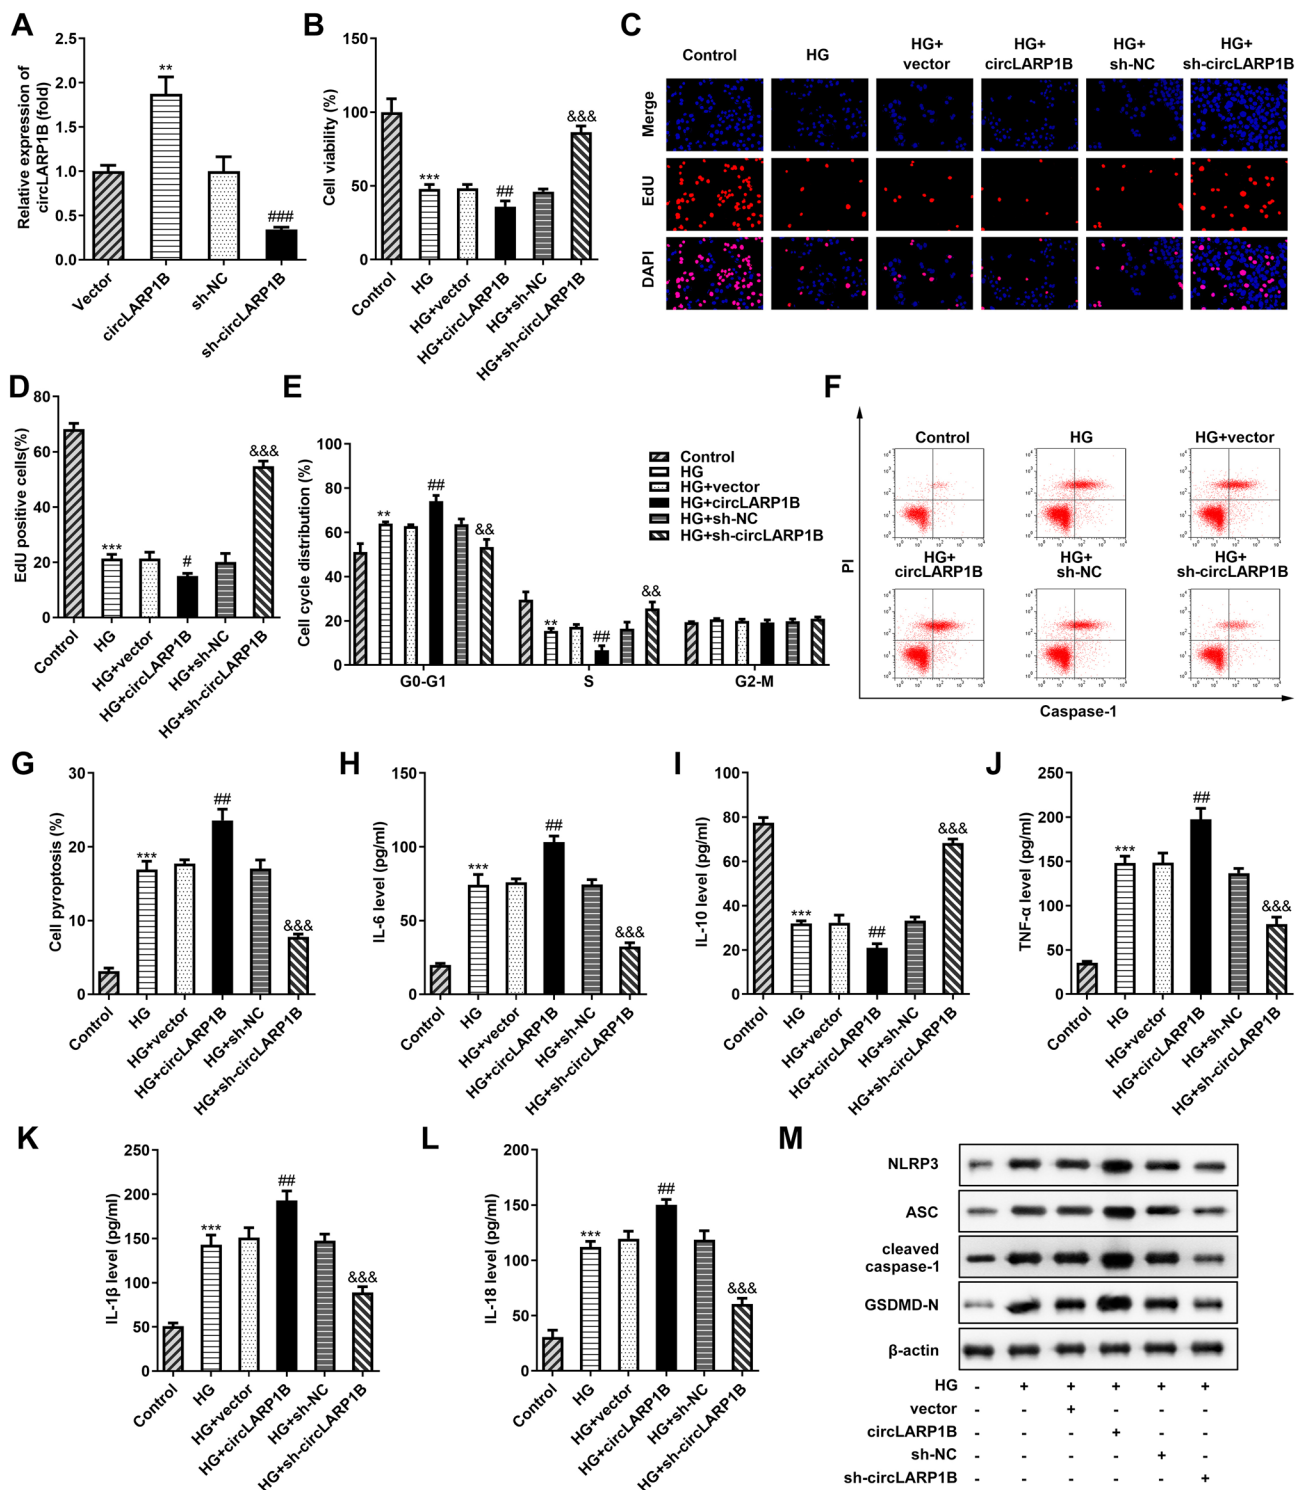 A
Relative expression of
circLARP1B (fold)
2.5
2.0
1.5
1.0
0.5
0.0
**
###
Vector
circLARP1B
sh-NC
sh-circLARP1B
B
Cell viability (%)
150
100
50
0
***
##
&&&
Control
HG
HG+vector
HG+circLARP1B
HG+sh-NC
HG+sh-circLARP1B
C
Control
HG
HG+
vector
HG+
circLARP1B
HG+
sh-NC
HG+
sh-circLARP1B
Merge
EdU
DAPI
D
EdU positive cells(%)
80
60
40
20
0
***
#
&&&
Control
HG
HG+vector
HG+circLARP1B
HG+sh-NC
HG+sh-circLARP1B
E
Cell cycle distribution (%)
100
80
60
40
20
0
**
##
&&
**
##
&&
G0-G1
S
G2-M
Control
HG
HG+vector
HG+circLARP1B
HG+sh-NC
HG+sh-circLARP1B
F
PI
Control
HG
HG+vector
HG+
circLARP1B
HG+
sh-NC
HG+
sh-circLARP1B
Caspase-1
G
Cell pyroptosis (%)
30
20
10
0
***
##
&&&
Control
HG
HG+vector
HG+circLARP1B
HG+sh-NC
HG+sh-circLARP1B
H
IL-6 level (pg/ml)
150
100
50
0
***
##
&&&
Control
HG
HG+vector
HG+circLARP1B
HG+sh-NC
HG+sh-circLARP1B
I
IL-10 level (pg/ml)
80
60
40
20
0
***
##
&&&
Control
HG
HG+vector
HG+circLARP1B
HG+sh-NC
HG+sh-circLARP1B
J
TNF-α level (pg/ml)
250
200
150
100
50
0
***
##
&&&
Control
HG
HG+vector
HG+circLARP1B
HG+sh-NC
HG+sh-circLARP1B
K
IL-1β level (pg/ml)
250
200
150
100
50
0
***
##
&&&
Control
HG
HG+vector
HG+circLARP1B
HG+sh-NC
HG+sh-circLARP1B
L
IL-18 level (pg/ml)
200
150
100
50
0
***
##
&&&
Control
HG
HG+vector
HG+circLARP1B
HG+sh-NC
HG+sh-circLARP1B
M
NLRP3
ASC
cleaved
caspase-1
GSDMD-N
β-actin
HG - + + + + +
vector - - + - - -
circLARP1B - - - + - -
sh-NC - - - - + -
sh-circLARP1B - - - - - +